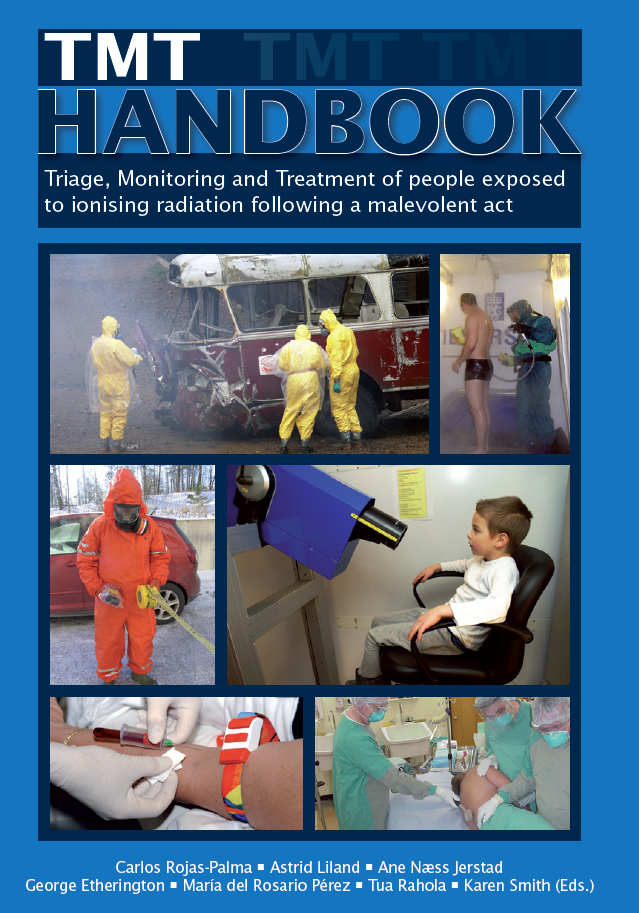 TMT TMT TMT
HANDBOOK
Triage, Monitoring and Treatment of people exposed
to ionising radiation following a malevolent act
Carlos Rojas-Palma ▪ Astrid Liland ▪ Ane Næss Jerstad
George Etherington ▪ María del Rosario Pérez ▪ Tua Rahola ▪ Karen Smith (Eds.)